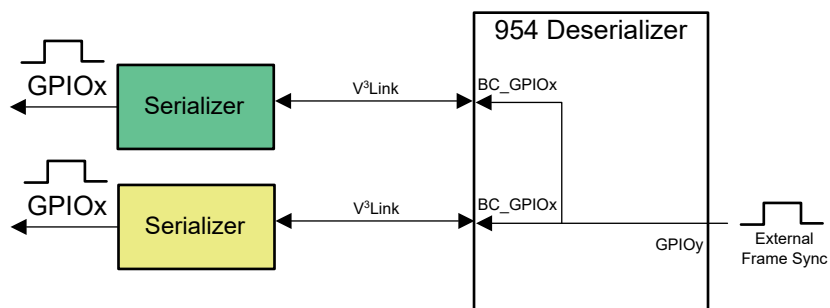 954 Deserializer
GPIOx
Serializer
V³Link
BC_GPIOx
GPIOx
Serializer
V³Link
BC_GPIOx
GPIOy
External
Frame Sync